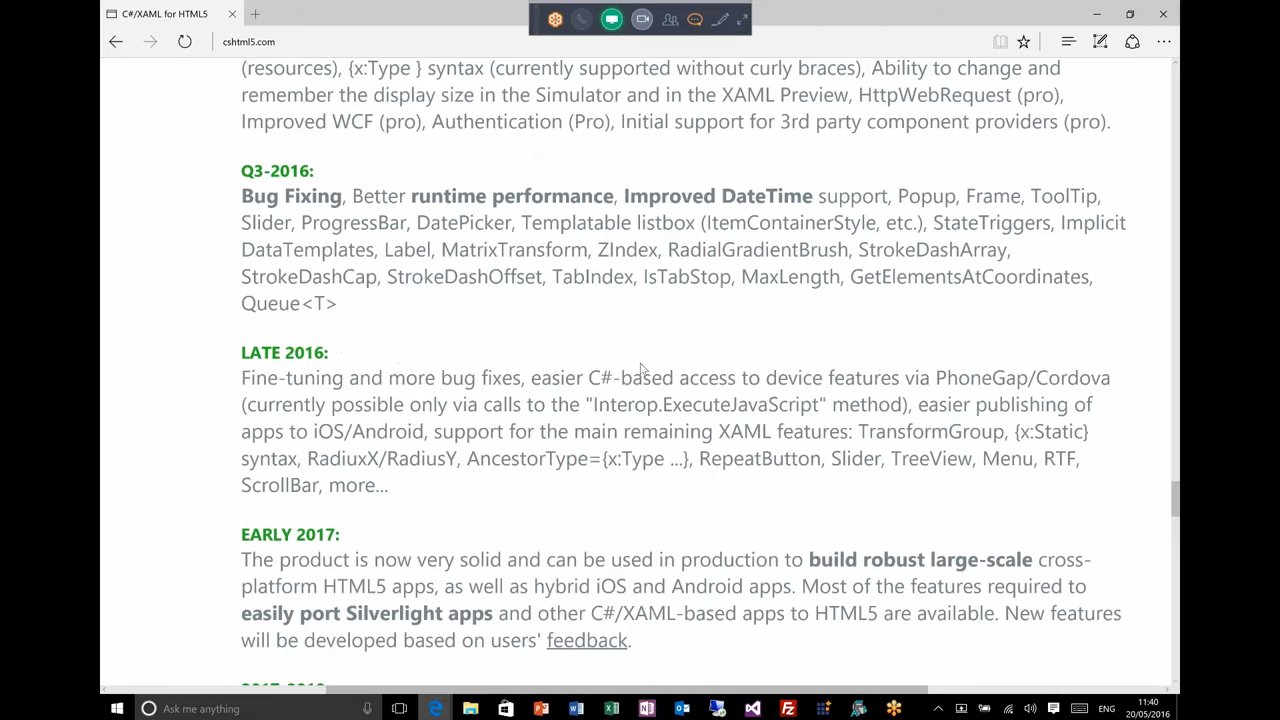 C#/XAML for HTML5
cshtml5.com
(resources), {x:Type } syntax (currently supported without curly braces), Ability to change and
remember the display size in the Simulator and in the XAML Preview, HttpWebRequest (pro),
Improved WCF (pro), Authentication (Pro), Initial support for 3rd party component providers (pro).
Q3-2016:
Bug Fixing, Better runtime performance, Improved DateTime support, Popup, Frame, ToolTip,
Slider, ProgressBar, DatePicker, Templatable listbox (ItemContainerStyle, etc.), StateTriggers, Implicit
DataTemplates, Label, MatrixTransform, ZIndex, RadialGradientBrush, StrokeDashArray,
StrokeDashCap, StrokeDashOffset, TabIndex, IsTabStop, MaxLength, GetElementsAtCoordinates,
Queue<T>
LATE 2016:
Fine-tuning and more bug fixes, easier C#-based access to device features via PhoneGap/Cordova
(currently possible only via calls to the "Interop.ExecuteJavaScript" method), easier publishing of
apps to iOS/Android, support for the main remaining XAML features: TransformGroup, {x:Static}
syntax, RadiuxX/RadiusY, AncestorType={x:Type ...}, RepeatButton, Slider, TreeView, Menu, RTF,
ScrollBar, more...
EARLY 2017:
The product is now very solid and can be used in production to build robust large-scale cross-
platform HTML5 apps, as well as hybrid iOS and Android apps. Most of the features required to
easily port Silverlight apps and other C#/XAML-based apps to HTML5 are available. New features
will be developed based on users' feedback.
Ask me anything
ENG
11:40
20/05/2016